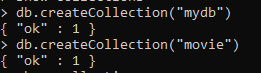 > db.createCollection("mydb")
{ "ok" : 1 }
> db.createCollection("movie")
{ "ok" : 1 }